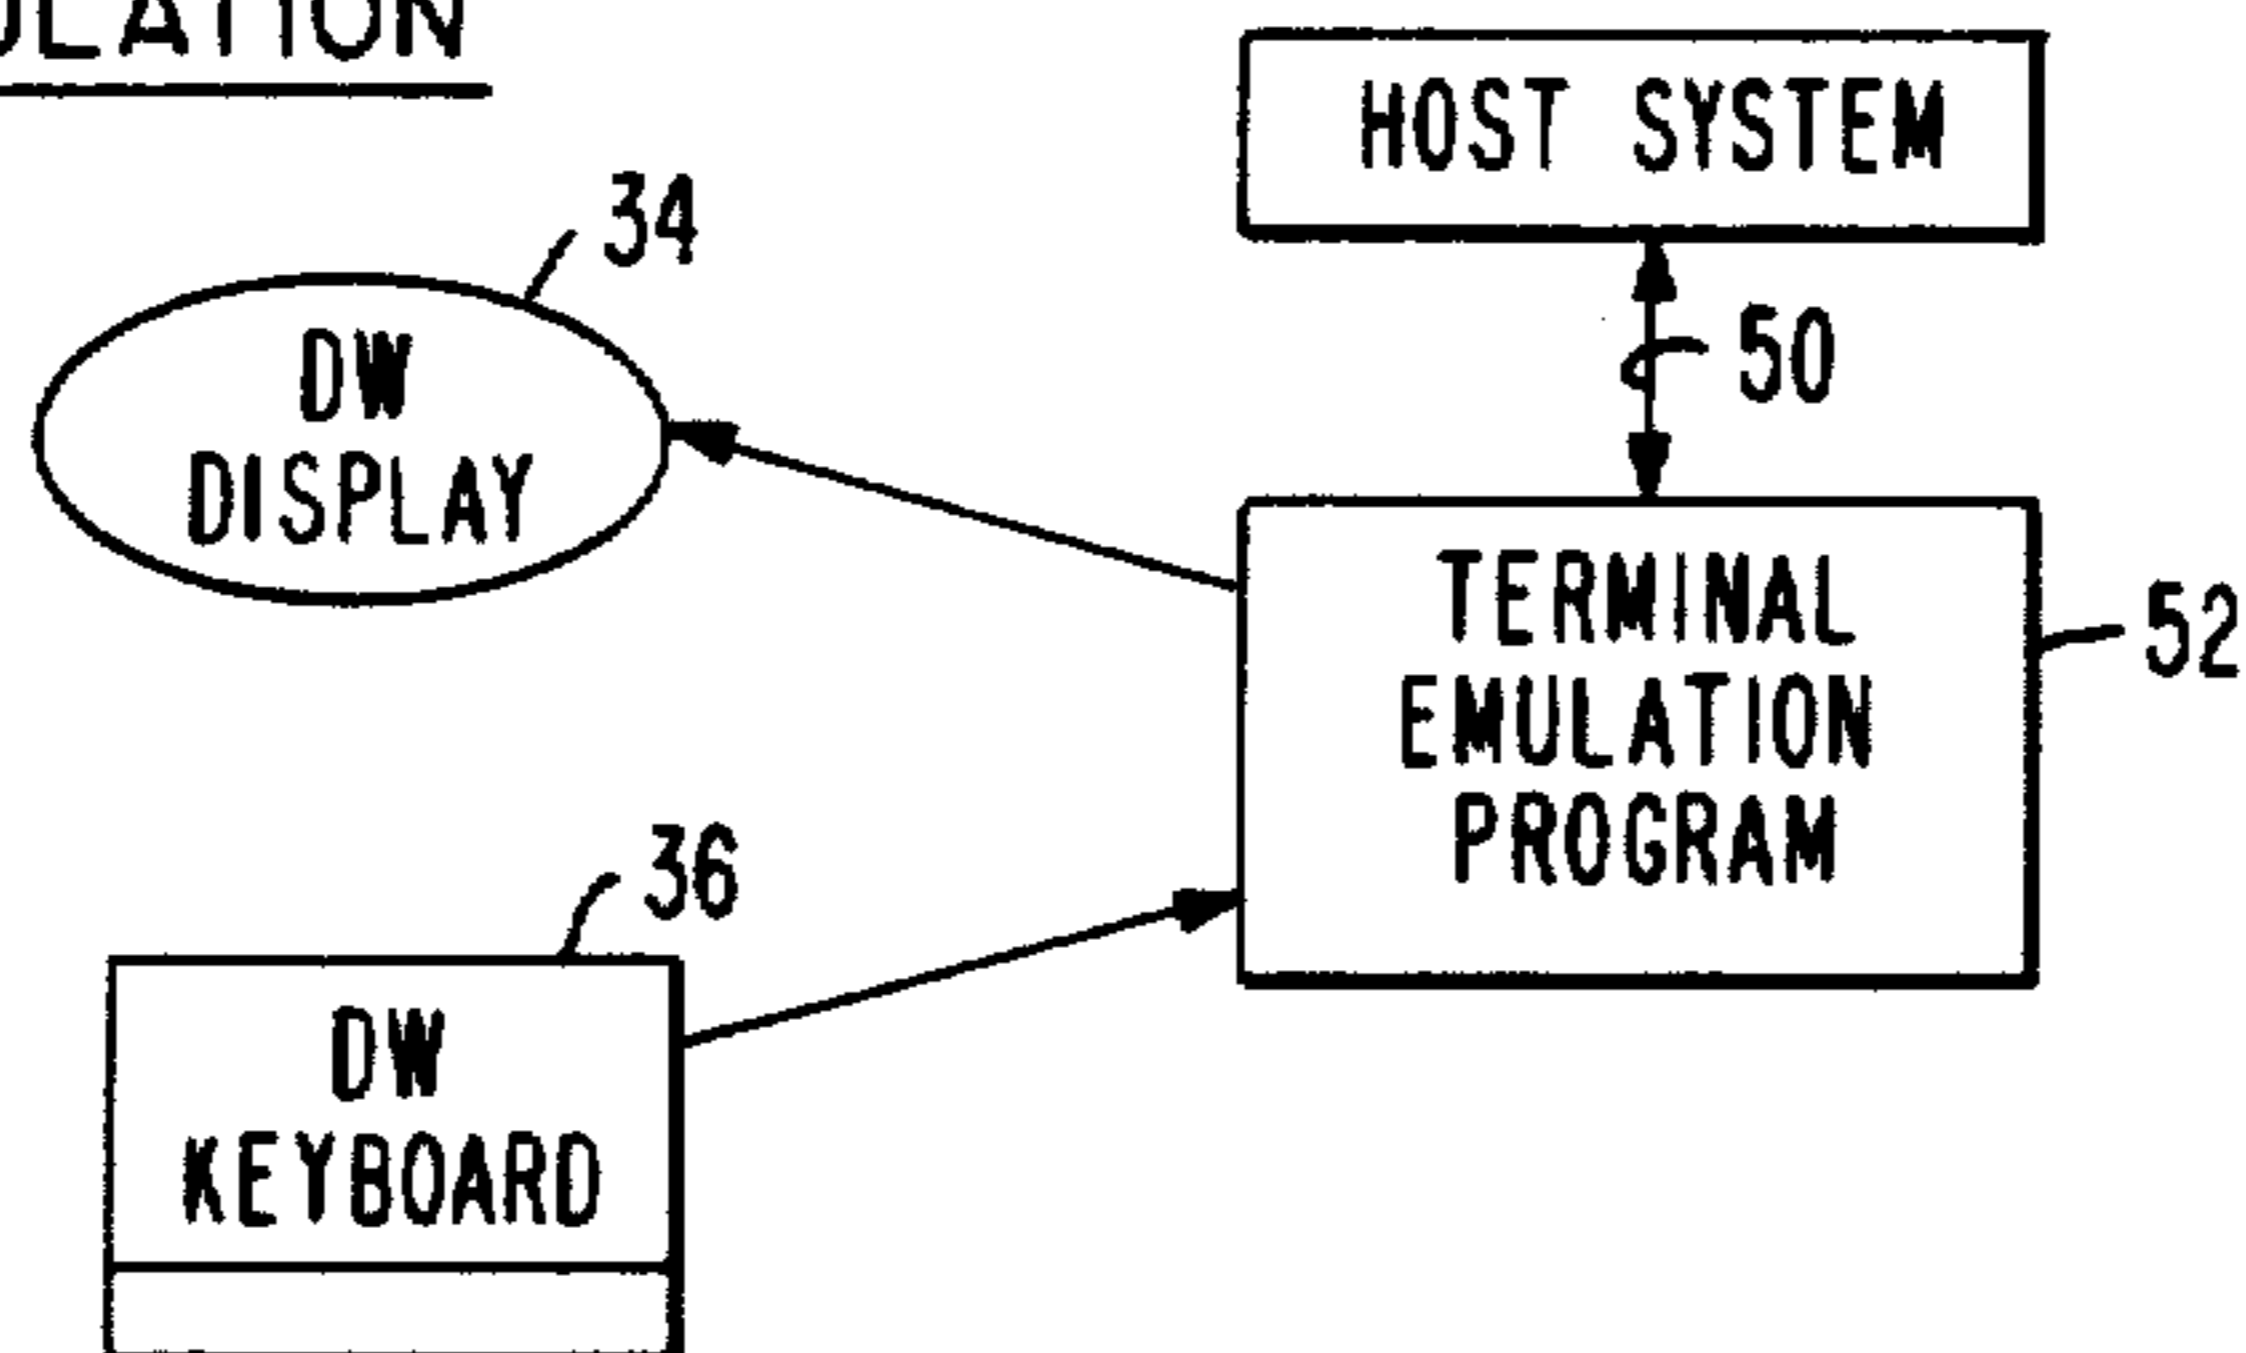 HOST SYSTEM
34
DW
DISPLAY
50
TERMINAL
EMULATION
PROGRAM
52
36
DW
KEYBOARD